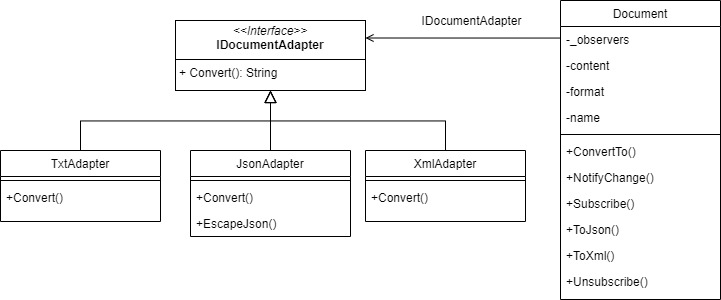 <<Interface>>
IDocumentAdapter
+ Convert(): String
IDocumentAdapter
Document
-_observers
-content
-format
-name
+ConvertTo()
+NotifyChange()
+Subscribe()
+ToJson()
+ToXml()
+Unsubscribe()
TxtAdapter
+Convert()
JsonAdapter
+Convert()
+EscapeJson()
XmlAdapter
+Convert()